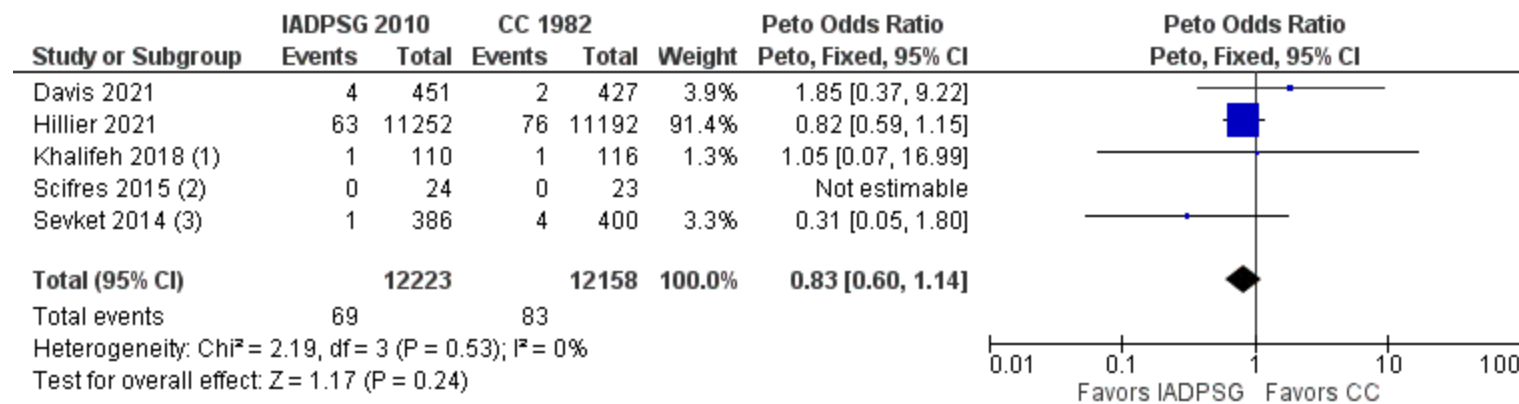 IADPSG 2010 CC 1982 Peto Odds Ratio Peto Odds Ratio
Study or Subgroup Events Total Events Total Weight Peto, Fixed, 95% CI Peto, Fixed, 95% CI
Davis 2021 4 451 2 427 3.9% 1.85 [0.37, 9.22]
Hillier 2021 63 11252 76 11192 91.4% 0.82 [0.59, 1.15]
Khalifeh 2018 (1) 1 110 1 116 1.3% 1.05 [0.07, 16.99]
Scifres 2015 (2) 0 24 0 23 Not estimable
Sevket 2014 (3) 1 386 4 400 3.3% 0.31 [0.05, 1.80]
Total (95% CI) 12223 12158 100.0% 0.83 [0.60, 1.14]
Total events 69 83
Heterogeneity: Chi² = 2.19, df = 3 (P = 0.53); I² = 0%
Test for overall effect: Z = 1.17 (P = 0.24)
0.01 0.1 1 10 100
Favors IADPSG Favors CC